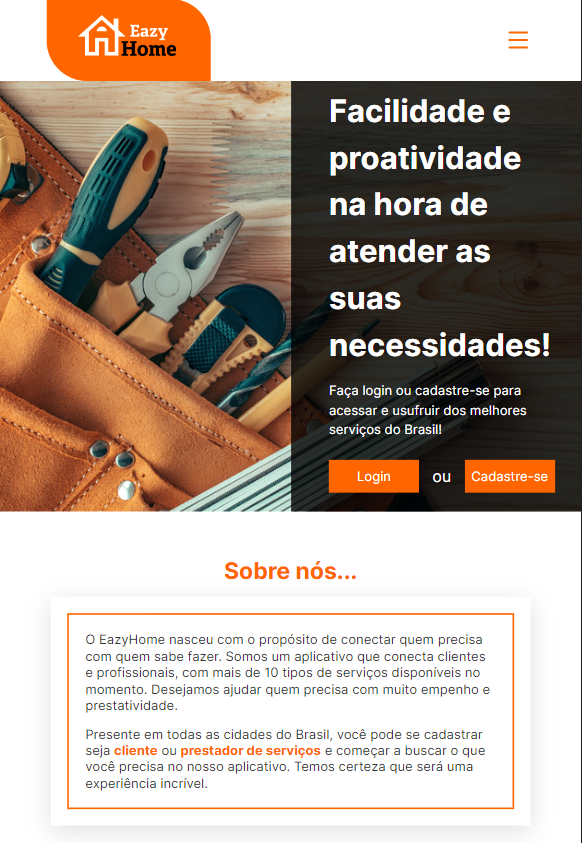 Eazy
Home
Facilidade e
proatividade
na hora de
atender as
suas
necessidades!
Faça login ou cadastre-se para
acessar e usufruir dos melhores
serviços do Brasil!
Login ou Cadastre-se
Sobre nós...
O EazyHome nasceu com o propósito de conectar quem precisa
com quem sabe fazer. Somos um aplicativo que conecta clientes
e profissionais, com mais de 10 tipos de serviços disponíveis no
momento. Desejamos ajudar quem precisa com muito empenho e
prestatividade.
Presente em todas as cidades do Brasil, você pode se cadastrar
seja cliente ou prestador de serviços e começar a buscar o que
você precisa no nosso aplicativo. Temos certeza que será uma
experiência incrível.